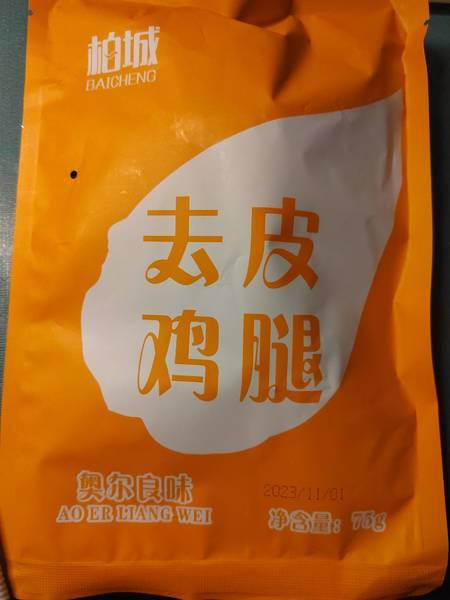 柏城
BAICHENG
去皮
鸡腿
奥尔良味
AO ER LIANG WEI
2023/11/01
净含量：75g